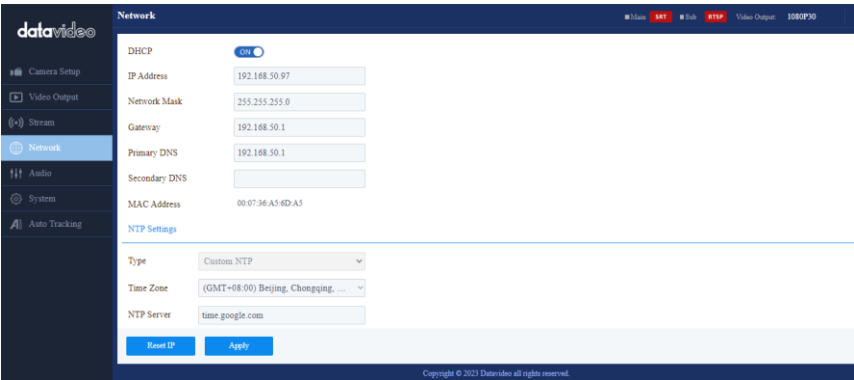 datavideo
Network
Main SRT Sub RTSP Video Output: 1080P30
Camera Setup
Video Output
Stream
Network
Audio
System
Auto Tracking
DHCP ON
IP Address 192.168.50.97
Network Mask 255.255.255.0
Gateway 192.168.50.1
Primary DNS 192.168.50.1
Secondary DNS
MAC Address 00:07:36:A5:6D:A5
NTP Settings
Type Custom NTP
Time Zone (GMT+08:00) Beijing, Chongqing, ...
NTP Server time.google.com
Reset IP Apply
Copyright © 2023 Datavideo all rights reserved.